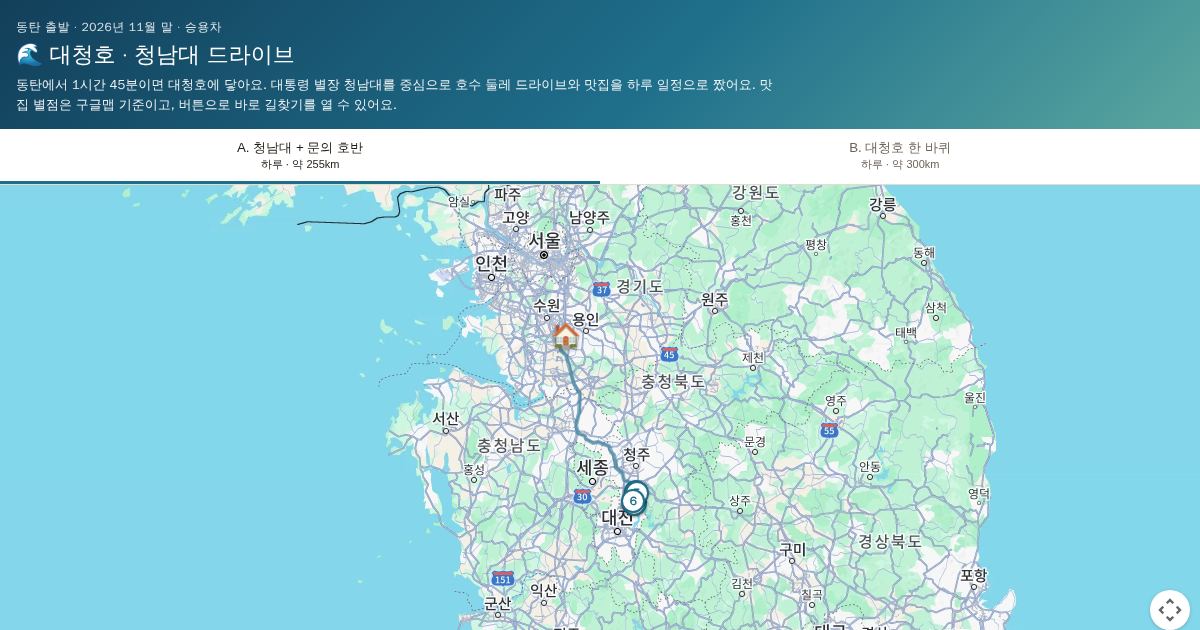 동탄 출발 · 2026년 11월 말 · 승용차
🌊 대청호 · 청남대 드라이브
동탄에서 1시간 45분이면 대청호에 닿아요. 대통령 별장 청남대를 중심으로 호수 둘레 드라이브와 맛집을 하루 일정으로 짰어요. 맛
집 별점은 구글맵 기준이고, 버튼으로 바로 길찾기를 열 수 있어요.
A. 청남대 + 문의 호반
하루 · 약 255km
B. 대청호 한 바퀴
하루 · 약 300km
암실
파주
강원도
고양
남양주
홍천
강릉
서울
평창
동해
인천
37
경기도
원주
수원
용인
삼척
태백
45
제천
충청북도
영주
울진
서산
55
충청남도
청주
문경
홍성
세종
안동
30
6
상주
영덕
대전
구미
경상북도
151
익산
김천
칠곡
포항
군산